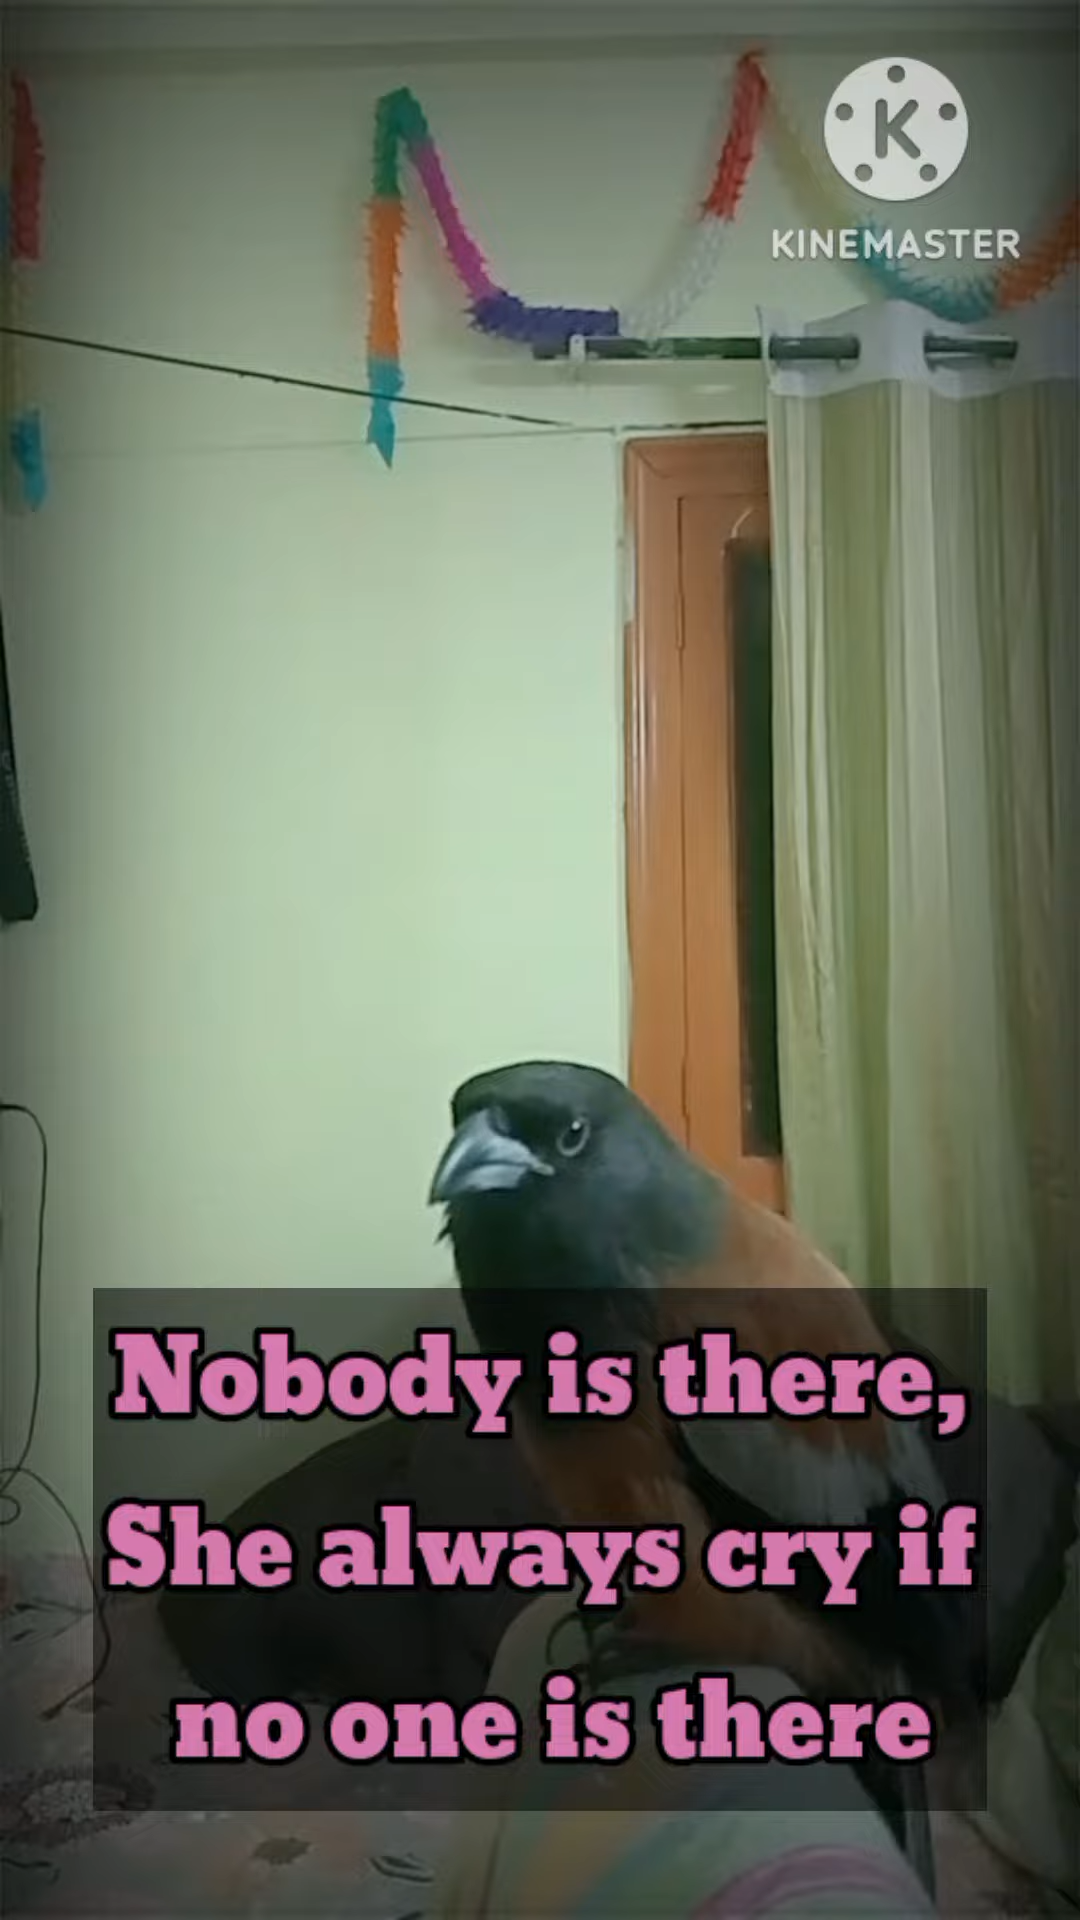 K
KINEMASTER
Nobody is there,
She always cry if
no one is there